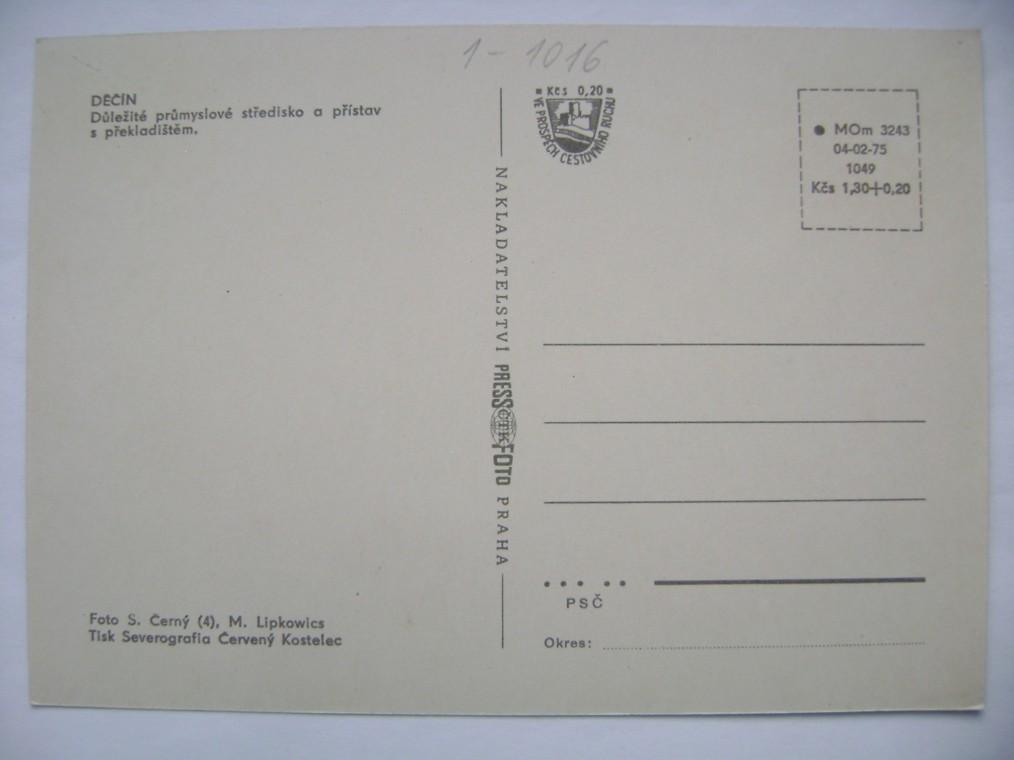 1 - 1016
DĚČÍN
Důležité průmyslové středisko a přístav
s překladištěm.
Kčs 0,20
VE PROSPĚCH CESTOVNÍHO RUCHU
MOm 3243
04-02-75
1049
Kčs 1,30+0,20
NAKLADATELSTVÍ PRESSFOTO PRAHA
ČTK
PSČ
Okres:
Foto S. Černý (4), M. Lipkowics
Tisk Severografia Červený Kostelec